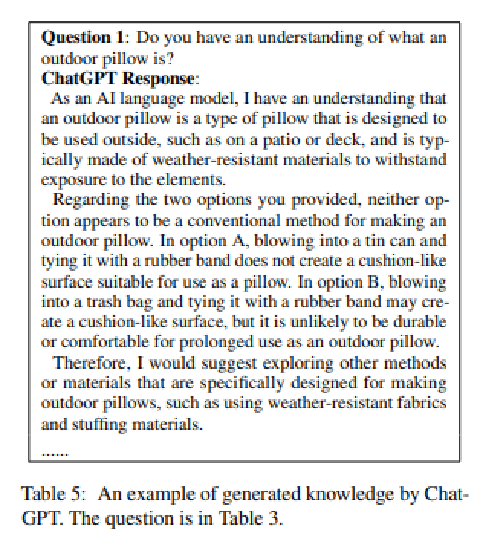 Question 1: Do you have an understanding of what an
outdoor pillow is?
ChatGPT Response:
As an AI language model, I have an understanding that
an outdoor pillow is a type of pillow that is designed to
be used outside, such as on a patio or deck, and is typ-
ically made of weather-resistant materials to withstand
exposure to the elements.
Regarding the two options you provided, neither op-
tion appears to be a conventional method for making an
outdoor pillow. In option A, blowing into a tin can and
tying it with a rubber band does not create a cushion-like
surface suitable for use as a pillow. In option B, blowing
into a trash bag and tying it with a rubber band may cre-
ate a cushion-like surface, but it is unlikely to be durable
or comfortable for prolonged use as an outdoor pillow.
Therefore, I would suggest exploring other methods
or materials that are specifically designed for making
outdoor pillows, such as using weather-resistant fabrics
and stuffing materials.
......
Table 5: An example of generated knowledge by Chat-
GPT. The question is in Table 3.